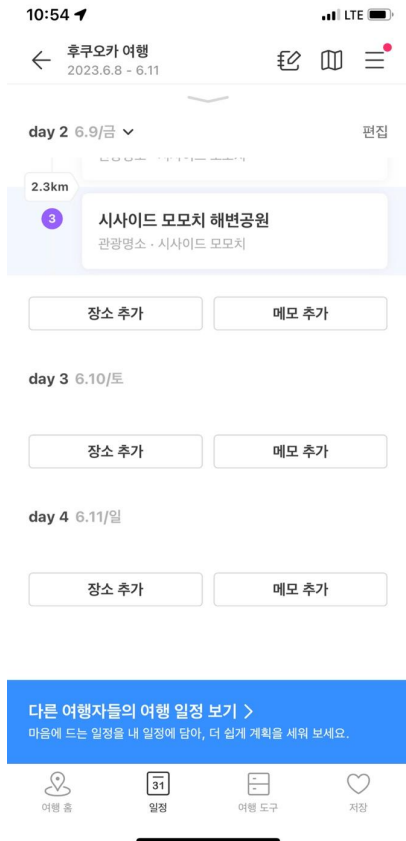 10:54
LTE
후쿠오카 여행
2023.6.8 - 6.11
day 2 6.9/금
편집
2.3km
3
시사이드 모모치 해변공원
관광명소 · 시사이드 모모치
장소 추가
메모 추가
day 3 6.10/토
장소 추가
메모 추가
day 4 6.11/일
장소 추가
메모 추가
다른 여행자들의 여행 일정 보기 >
마음에 드는 일정을 내 일정에 담아, 더 쉽게 계획을 세워 보세요.
31
여행 홈
일정
여행 도구
저장